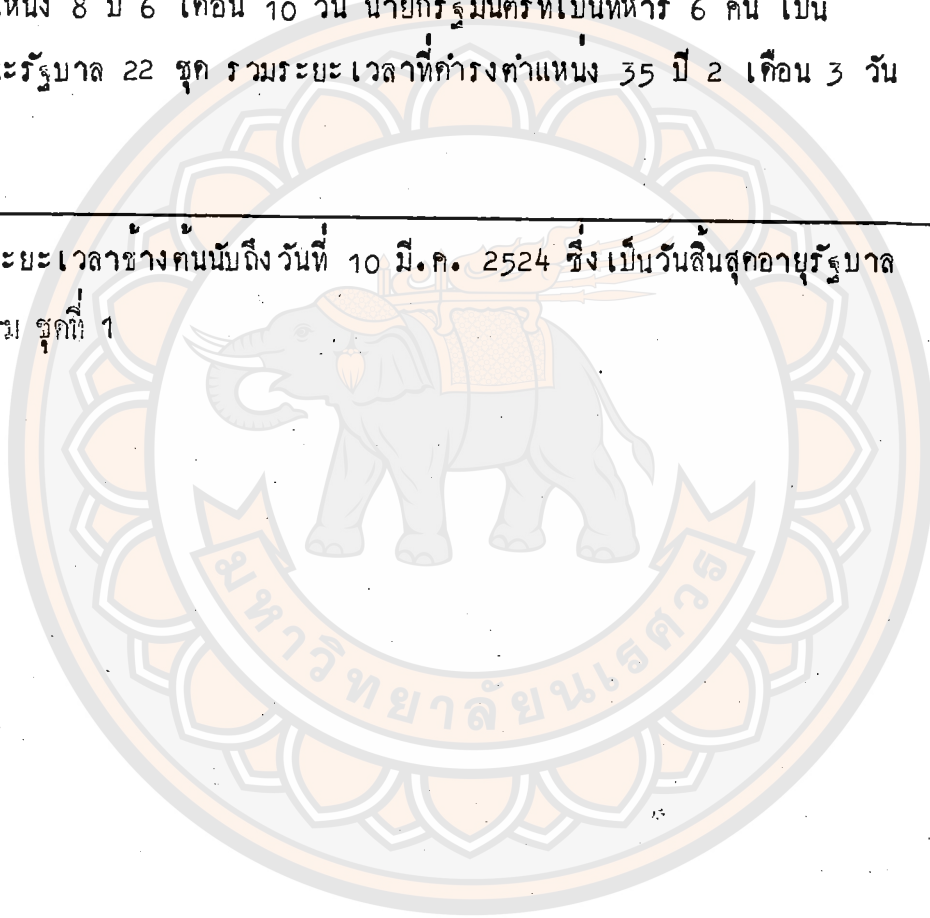 แหน่ง 8 ปี 6 เดือน 10 วัน นายกรัฐมนตรีที่เป็นทหาร 6 คน เป็น
ะรัฐบาล 22 ชุด รวมระยะเวลาที่ดำรงตำแหน่ง 35 ปี 2 เดือน 3 วัน
ะยะเวลาข้างต้นนับถึงวันที่ 10 มี.ค. 2524 ซึ่งเป็นวันสิ้นสุดอายุรัฐบาล
ม ชุดที่ 1
มหาวิทยาลัยนเรศวร